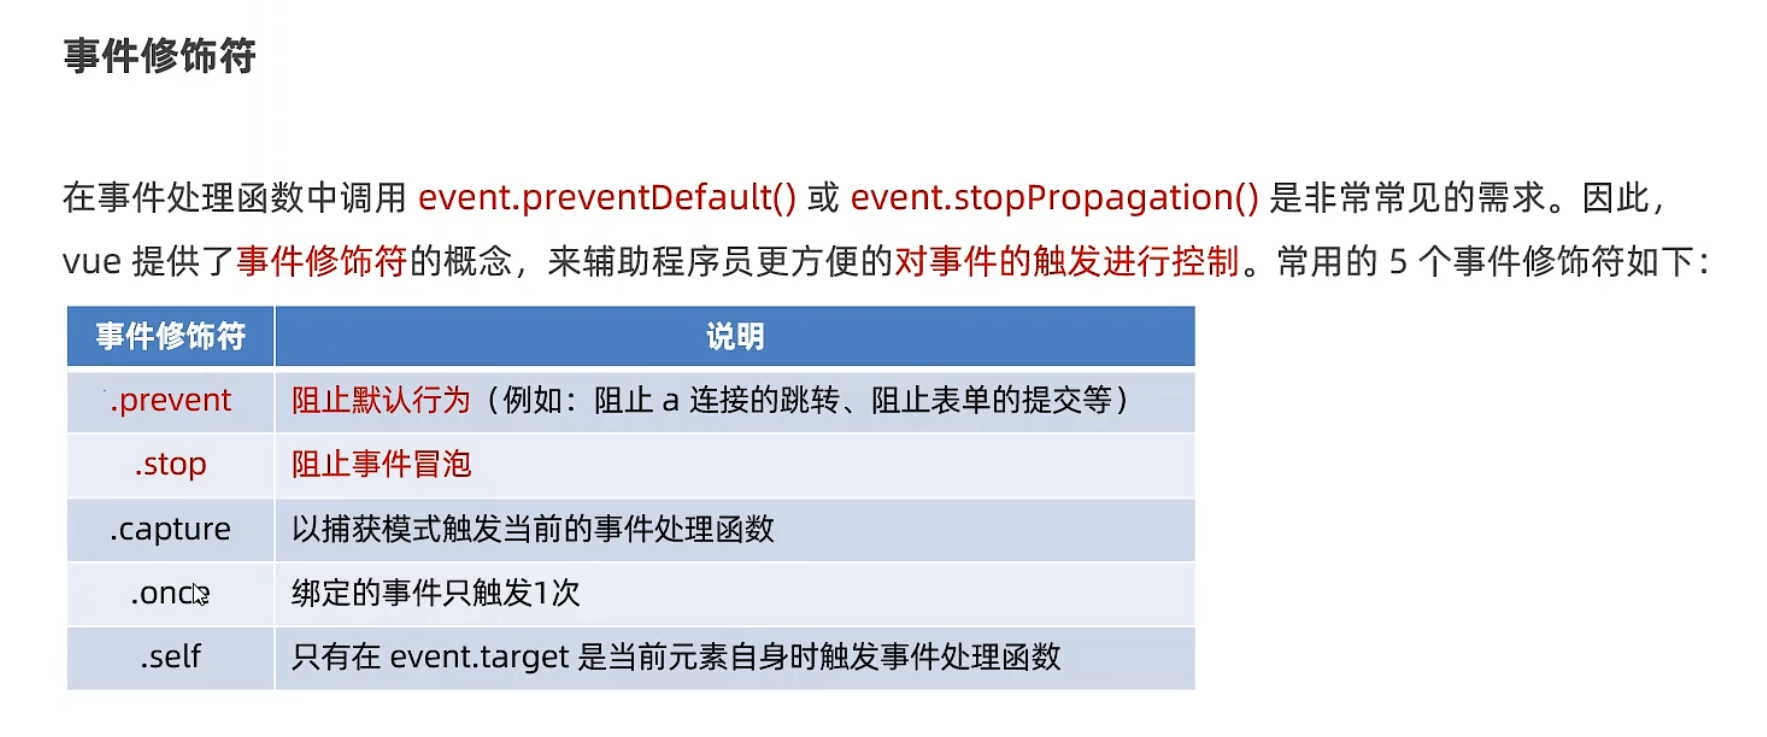 事件修饰符
在事件处理函数中调用 event.preventDefault() 或 event.stopPropagation() 是非常常见的需求。因此，
vue 提供了事件修饰符的概念，来辅助程序员更方便的对事件的触发进行控制。常用的 5 个事件修饰符如下：
事件修饰符 说明
.prevent 阻止默认行为（例如：阻止 a 连接的跳转、阻止表单的提交等）
.stop 阻止事件冒泡
.capture 以捕获模式触发当前的事件处理函数
.once 绑定的事件只触发1次
.self 只有在 event.target 是当前元素自身时触发事件处理函数